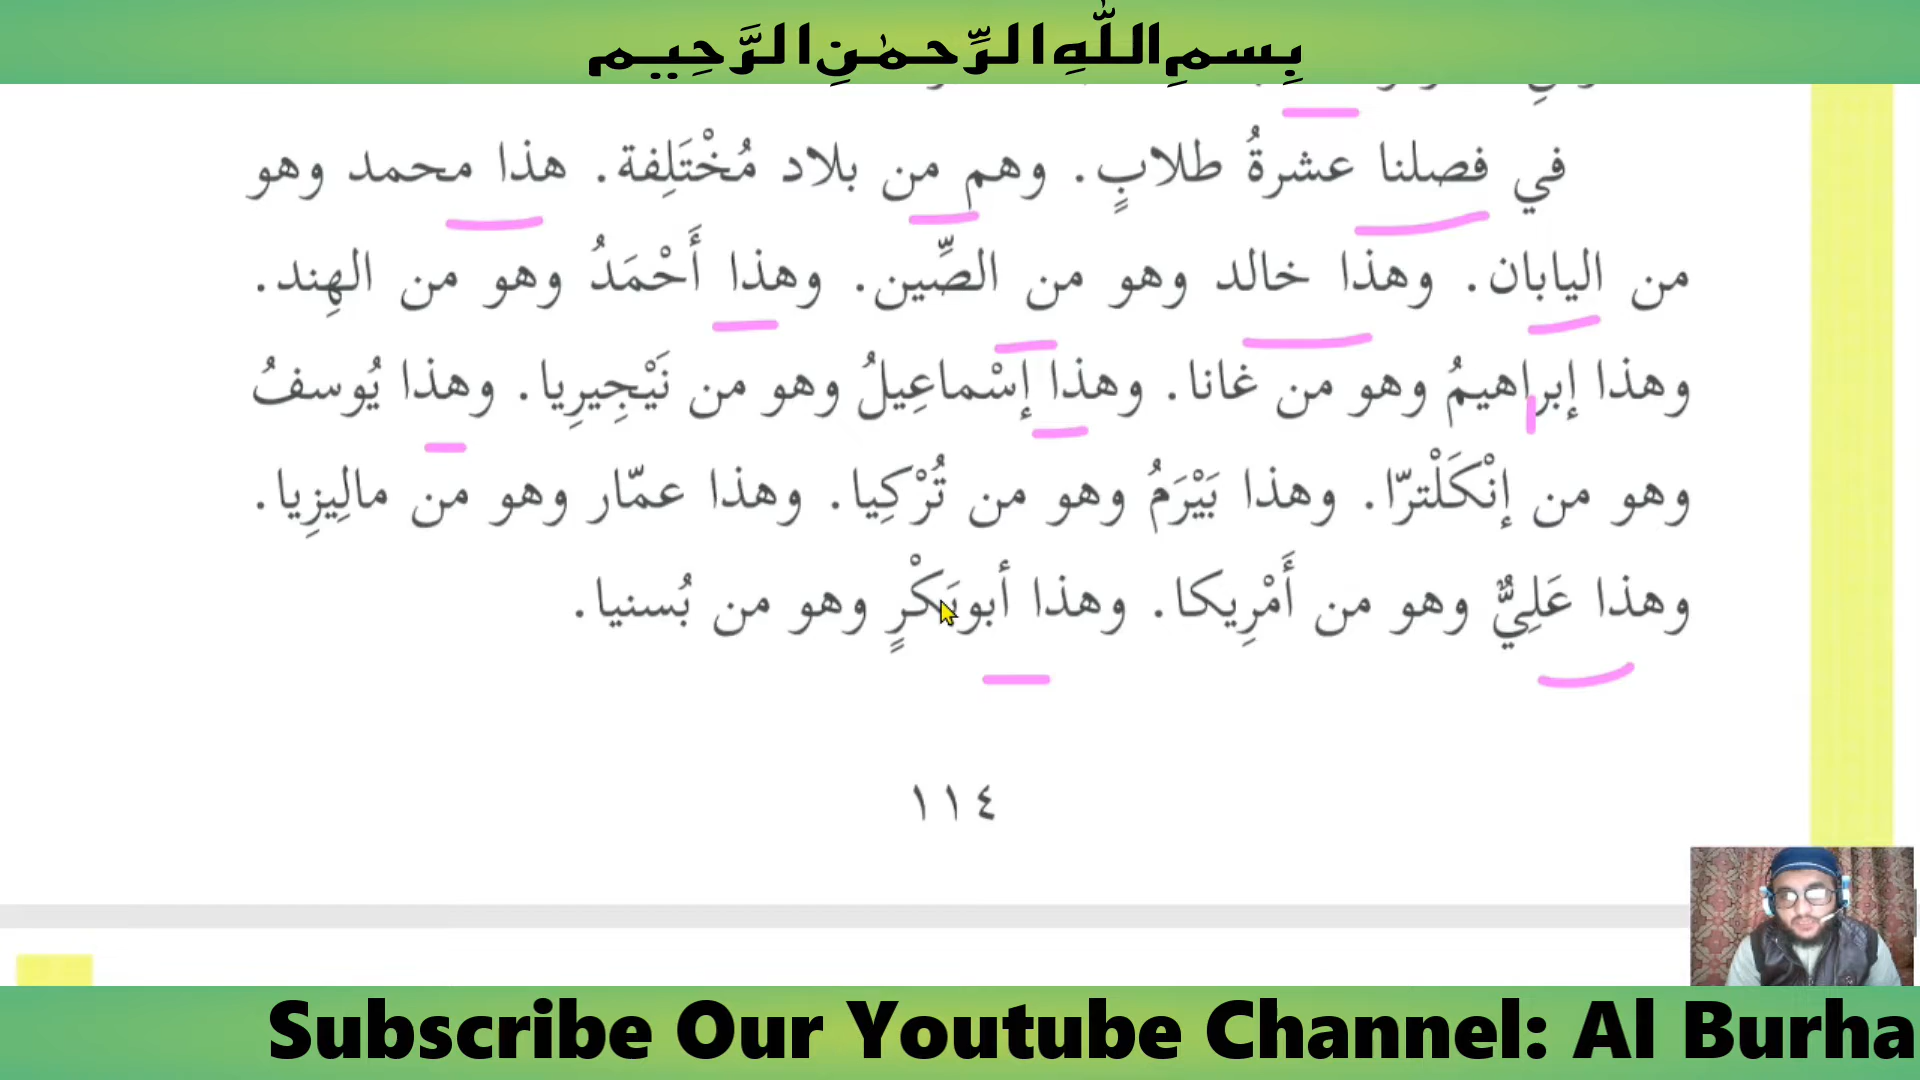 بِسمِ اللّٰهِ الرَّحمٰنِ الرَّحِيم
في فصلنا عشرةُ طلابٍ. وهم من بلاد مُخْتَلِفة. هذا محمد وهو
من اليابان. وهذا خالد وهو من الصِّين. وهذا أَحْمَدُ وهو من الهِند.
وهذا إبراهيمُ وهو من غانا. وهذا إسْماعِيلُ وهو من نَيْجِيرِيا. وهذا يُوسفُ
وهو من إنْكَلْترّا. وهذا بَيْرَمُ وهو من تُرْكِيا. وهذا عمّار وهو من مالِيزِيا.
وهذا عَلِيٌّ وهو من أَمْرِيكا. وهذا أبوبَكْرٍ وهو من بُسنيا.
١١٤
Subscribe Our Youtube Channel: Al Burha